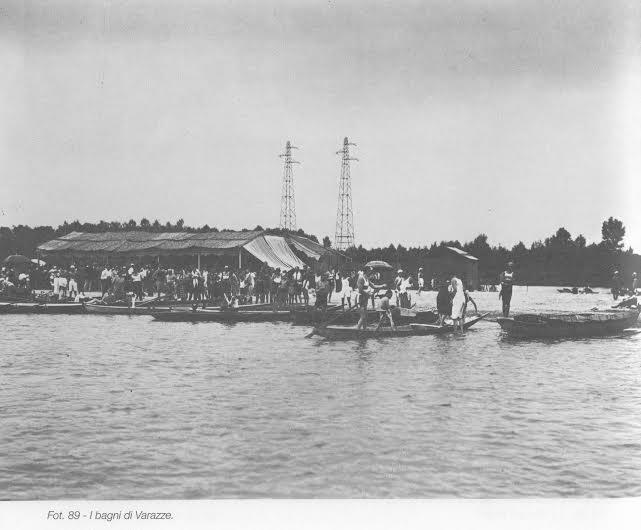 Fot. 89 - I bagni di Varazze.